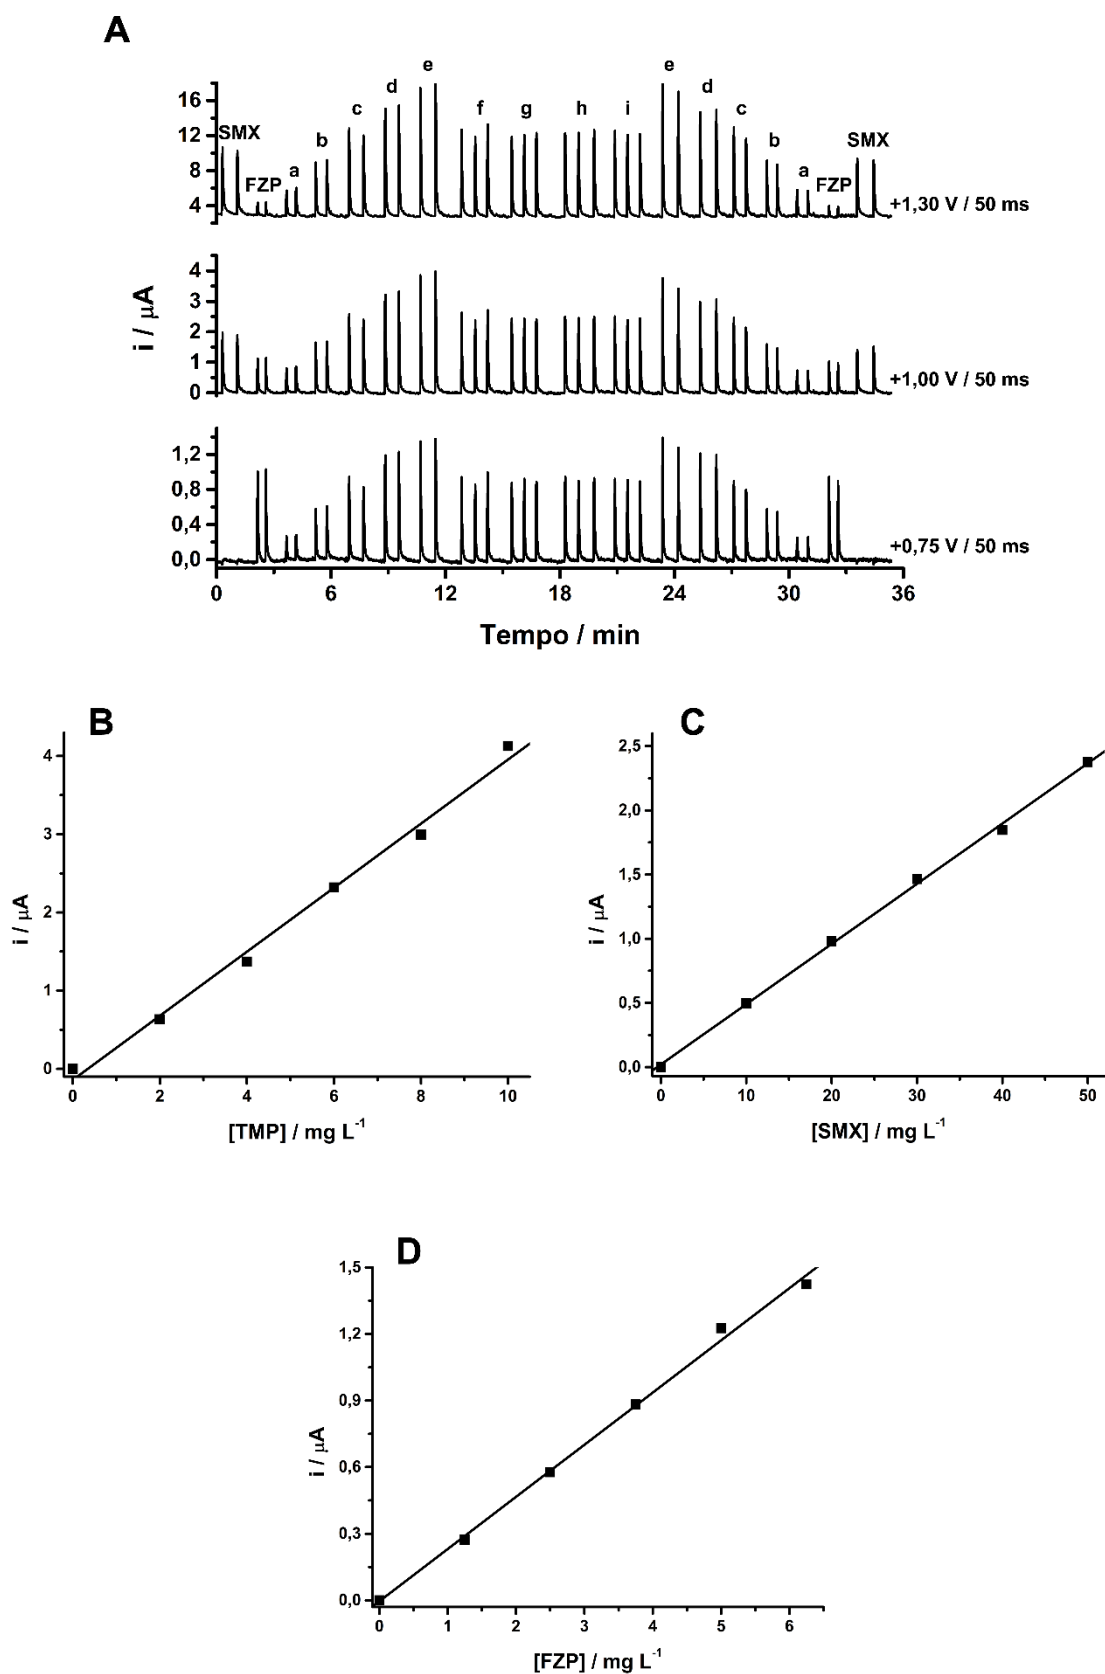 A
e e
d d
c f g h i c
SMX b b SMX
FZP a a FZP
16
12
8
4
+1,30 V / 50 ms
4
3
2
1
0
+1,00 V / 50 ms
i / μA
1,2
0,8
0,4
0,0
+0,75 V / 50 ms
0 6 12 18 24 30 36
Tempo / min
B
4
3
2
1
0
i / μA
0 2 4 6 8 10
[TMP] / mg L⁻¹
C
2,5
2,0
1,5
1,0
0,5
0,0
i / μA
0 10 20 30 40 50
[SMX] / mg L⁻¹
D
1,5
1,2
0,9
0,6
0,3
0,0
i / μA
0 1 2 3 4 5 6
[FZP] / mg L⁻¹